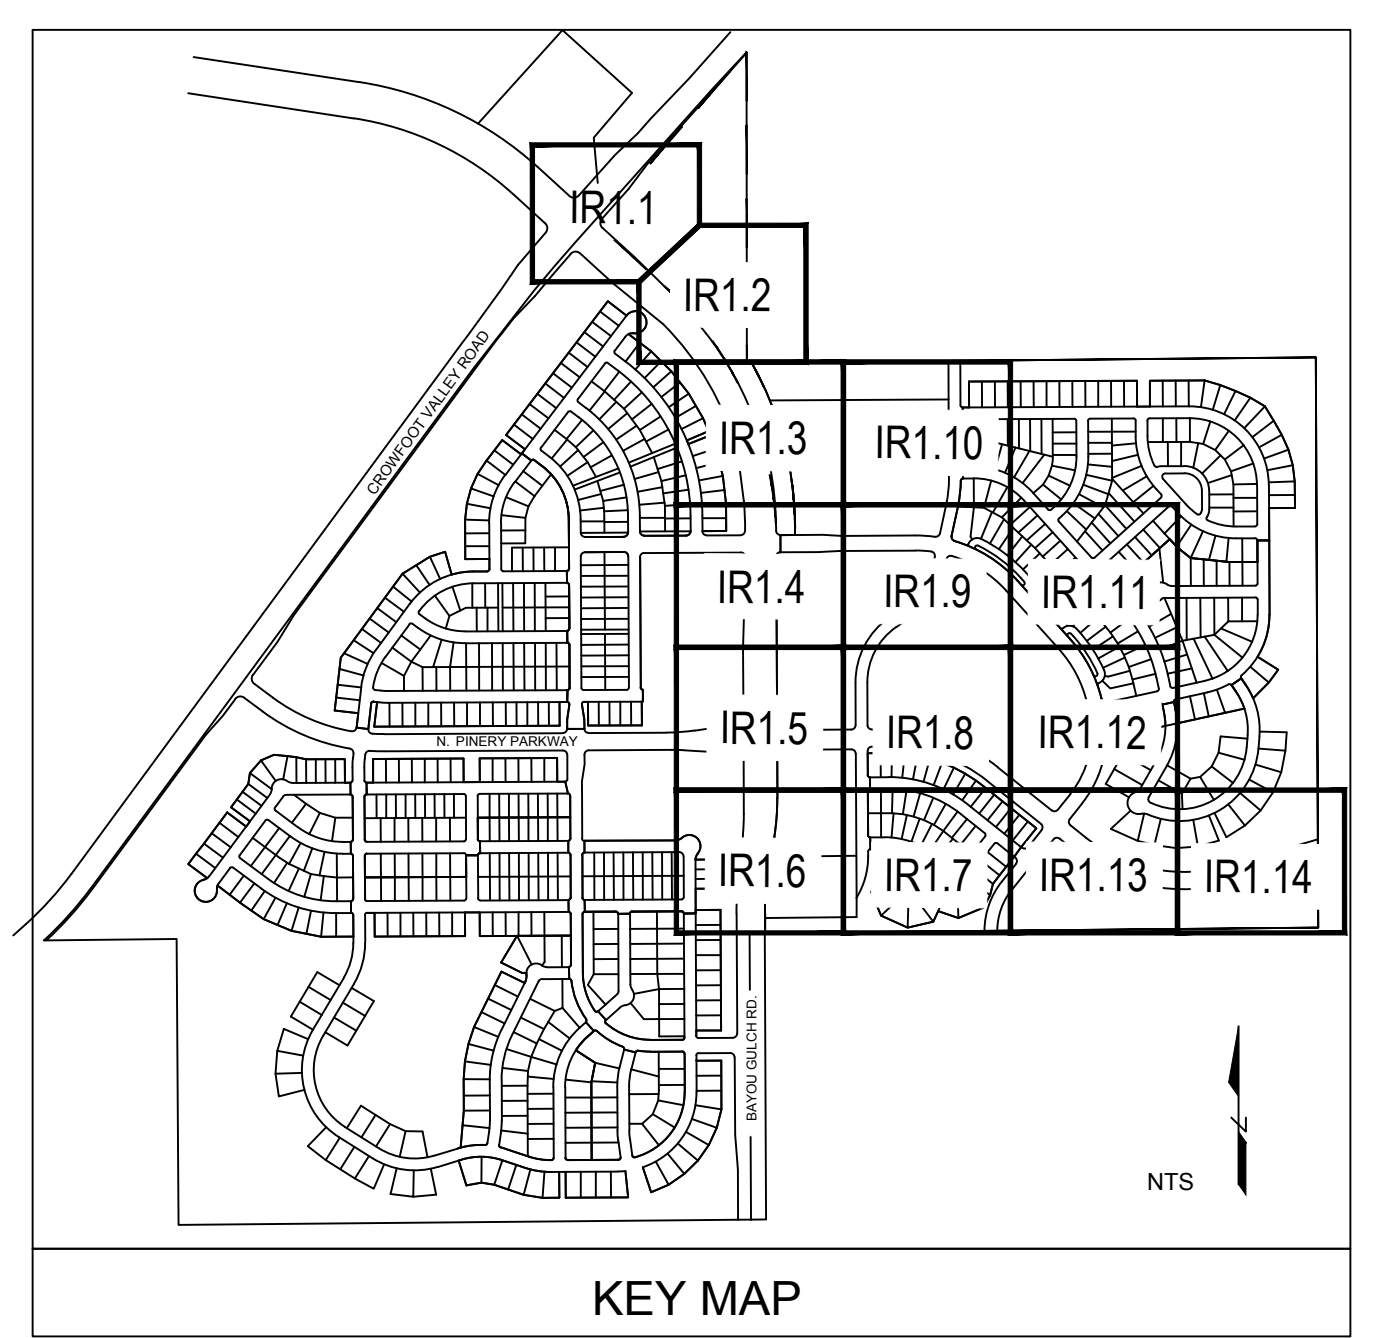 IR1.1
IR1.2
CROWFOOT VALLEY ROAD
IR1.3
IR1.10
IR1.4
IR1.9
IR1.11
IR1.5
IR1.8
IR1.12
N. PINERY PARKWAY
IR1.6
IR1.7
IR1.13
IR1.14
BAYOU GULCH RD.
N
NTS
KEY MAP